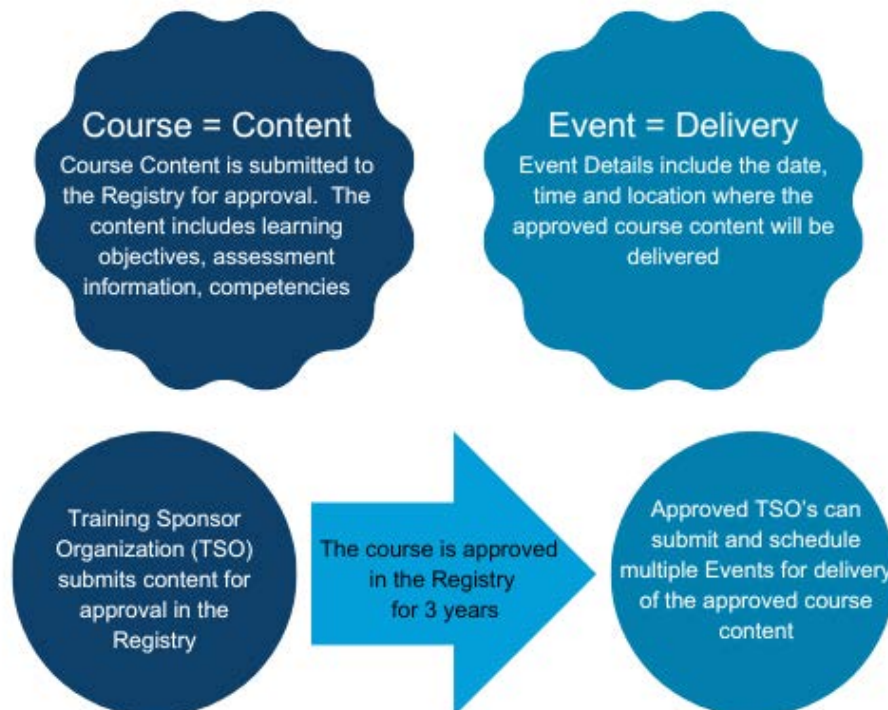 Course = Content
Course Content is submitted to
the Registry for approval.  The
content includes learning
objectives, assessment
information, competencies
Event = Delivery
Event Details include the date,
time and location where the
approved course content will be
delivered
Training Sponsor
Organization (TSO)
submits content for
approval in the
Registry
The course is approved
in the Registry
for 3 years
Approved TSO's can
submit and schedule
multiple Events for delivery
of the approved course
content